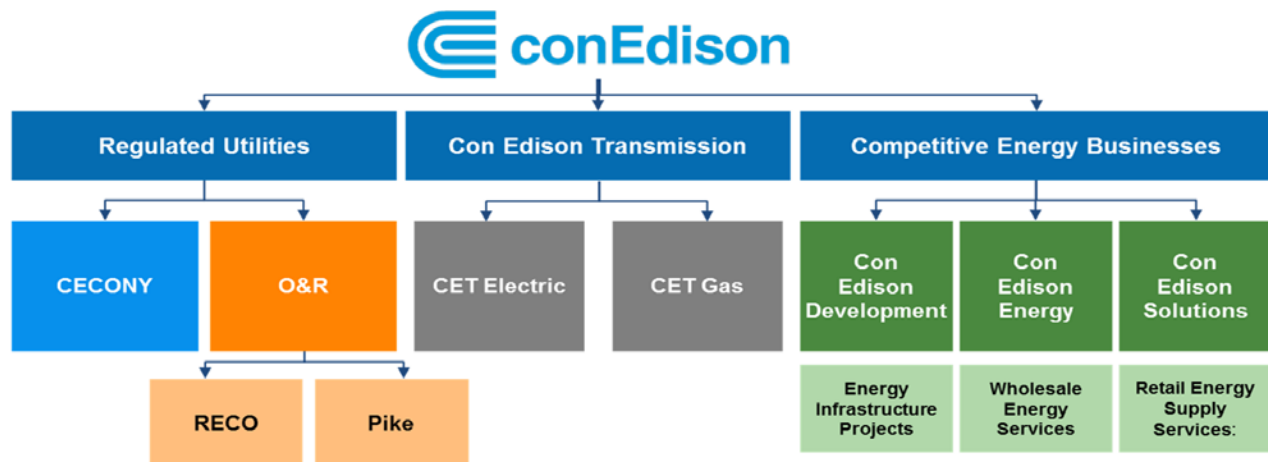 conEdison
Regulated Utilities
Con Edison Transmission
Competitive Energy Businesses
CECONY
O&R
CET Electric
CET Gas
Con
Edison
Development
Con
Edison
Energy
Con
Edison
Solutions
RECO
Pike
Energy
Infrastructure
Projects
Wholesale
Energy
Services
Retail Energy
Supply
Services: